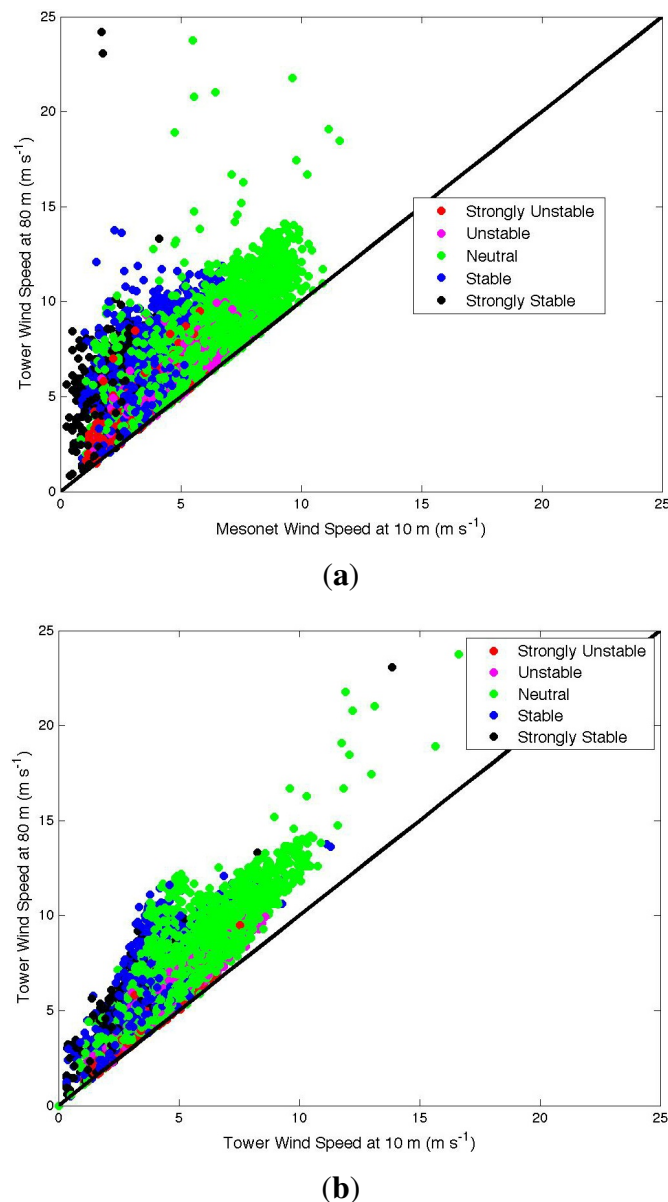 25
20
15
10
5
0
Tower Wind Speed at 80 m (m s⁻¹)
Strongly Unstable
Unstable
Neutral
Stable
Strongly Stable
0 5 10 15 20 25
Mesonet Wind Speed at 10 m (m s⁻¹)
(a)
25
20
15
10
5
0
Tower Wind Speed at 80 m (m s⁻¹)
Strongly Unstable
Unstable
Neutral
Stable
Strongly Stable
0 5 10 15 20 25
Tower Wind Speed at 10 m (m s⁻¹)
(b)